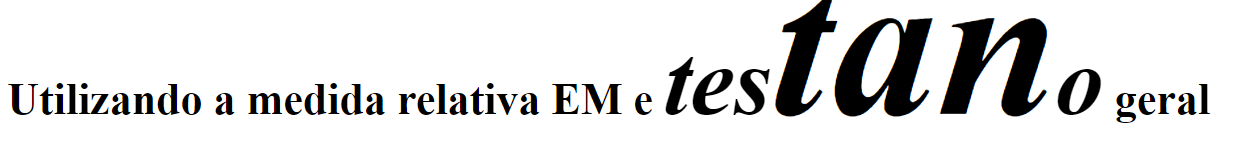 Utilizando a medida relativa EM e testano geral